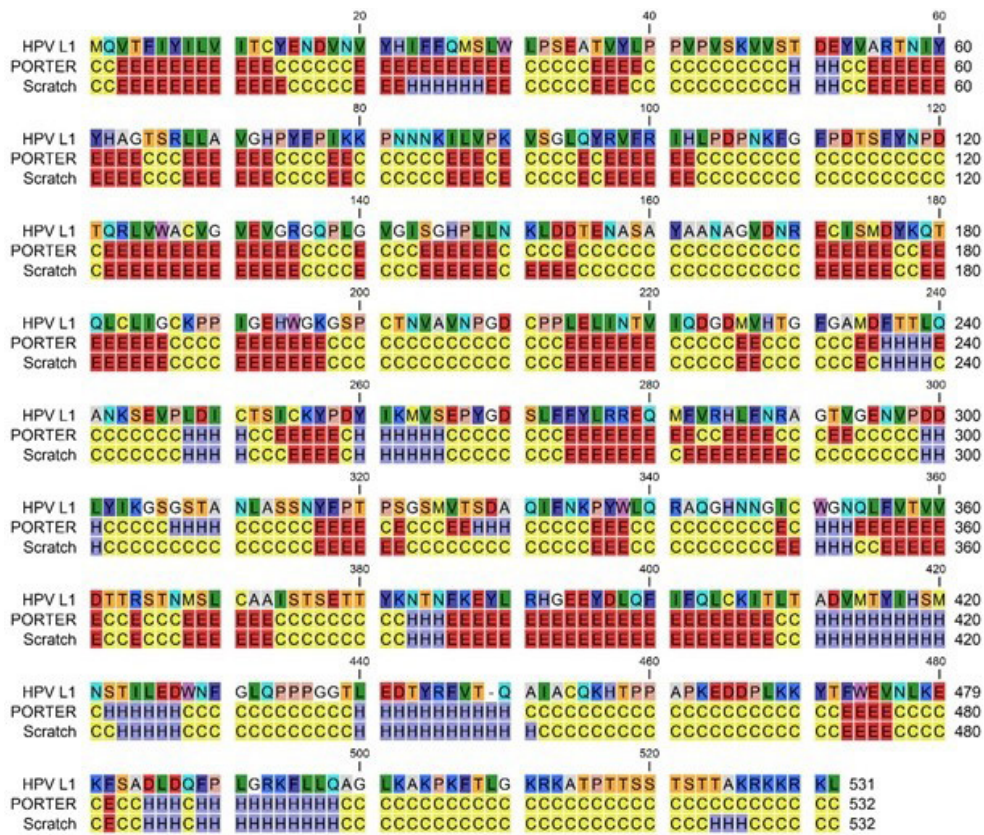 20 40 60
HPV L1 MQVTFIYILV ITCYENDVNV YHIFFQMSLW LPSEATVYLP PVPVSKVVST DEYVARTNIY 60
PORTER CCEEEEEEEE EEECCCCCCE EEEEEEEEEE CCCCCEEEEC CCCCCCCCCH HHCCEEEEEE 60
Scratch CCEEEEEEEE EEEECCCCCE EEHHHHHHEE CCCCCEEECC CCCCCCCCCH HHCCEEEEEE 60
80 100 120
HPV L1 YHAGTSRLLA VGHPYFPIKK PNNNKILVPK VSGLQYRVFR IHLPDPNKFG FPDTSFYNPD 120
PORTER EEEECCCEEE EEECCCCEEC CCCCCEEECE CCCCECEEEE EECCCCCCCC CCCCCCCCCC 120
Scratch EEEECCCEEE EEECCCCEEC CCCCCEEECE CCCCECEEEE EECCCCCCCC CCCCCCCCCC 120
140 160 180
HPV L1 TQRLVWACVG VEVGRGQPLG VGISGHPLLN KLDDTENASA YAANAGVDNR ECISMDYKQT 180
PORTER CEEEEEEEEE EEEEEECCCE CCCEEEEEEC CCCECCCCCC CCCCCCCCCC EEEEEECCEE 180
Scratch CEEEEEEEEE EEEEEECCCE CCCEEEEEEC EEEECCCCCC CCCCCCCCCC EEEEEECCEE 180
200 220 240
HPV L1 QLCLIGCKPP IGEHWGKGSP CTNVAVNPGD CPPLELINTV IQDGDMVHTG FGAMDFTTLQ 240
PORTER EEEEEECCCC EEEEEEECCC CCCCCCCCCC CCCEEEEEEE CCCCCEECCC CCCEEHHHHE 240
Scratch EEEEEECCCC EEEEEEECCC CCCCCCCCCC CCCEEEEEEE CCCCCEECCC CCCECHHHHC 240
260 280 300
HPV L1 ANKSEVPLDI CTSICKYPDY IKMVSEPYGD SLFFYLRREQ MFVRHLFNRA GTVGENVPDD 300
PORTER CCCCCCCHHH HCCEEEEECH HHHHHCCCCC CCCEEEEEEE EECCEEEECC CEECCCCCHH 300
Scratch CCCCCCCHHH HCCCEEEECH HHHHHCCCCC CCCEEEEEEE CEEEEEEEEC CCCCCCCCHH 300
320 340 360
HPV L1 LYIKGSGSTA NLASSNYFPT PSGSMVTSDA QIFNKPYWLQ RAQGHNNGIC WGNQLFVTVV 360
PORTER HCCCCCHHHH CCCCCCEEEE CECCCEEHHH CCCCCEEECC CCCCCCCCEC HHHCCEEEEE 360
Scratch HCCCCCCCCC CCCCCCEEEE EECCCCCCCC CCCCCEEECC CCCCCCCCEE HHHCCEEEEE 360
380 400 420
HPV L1 DTTRSTNMSL CAAISTSETT YKNTNFKEYL RHGEEYDLQF IFQLCKITLT ADVMTYIHSM 420
PORTER ECCECCCEEE EEECCCCCCC CCHHHEEEEE EEEEEEEEEE EEEEEEEECC HHHHHHHHHH 420
Scratch ECCECCCEEE EEECCCCCCC CCHHHEEEEE EEEEEEEEEE EEEEEEEECC HHHHHHHHHH 420
440 460 480
HPV L1 NSTILEDWNF GLQPPPGGTL EDTYRFVT-Q AIACQKHTPP APKEDDPLKK YTFWEVNLKE 479
PORTER CHHHHHHCCC CCCCCCCCCH HHHHHHHHHH CCCCCCCCCC CCCCCCCCCC CCEEEECCCC 480
Scratch CCHHHHHCCC CCCCCCCCCH HHHHHHHHHH HCCCCCCCCC CCCCCCCCCC CCEEEECCCC 480
500 520
HPV L1 KFSADLDQFP LGRKFLLQAG LKAKPKFTLG KRKATPTTSS TSTTAKRKKR KL 531
PORTER CECCHHHCHH HHHHHHHHCC CCCCCCCCCC CCCCCCCCCC CCCCCCCCCC CC 532
Scratch CECCHHHCHH HHHHHHHHCC CCCCCCCCCC CCCCCCCCCC CCCHHHCCCC CC 532